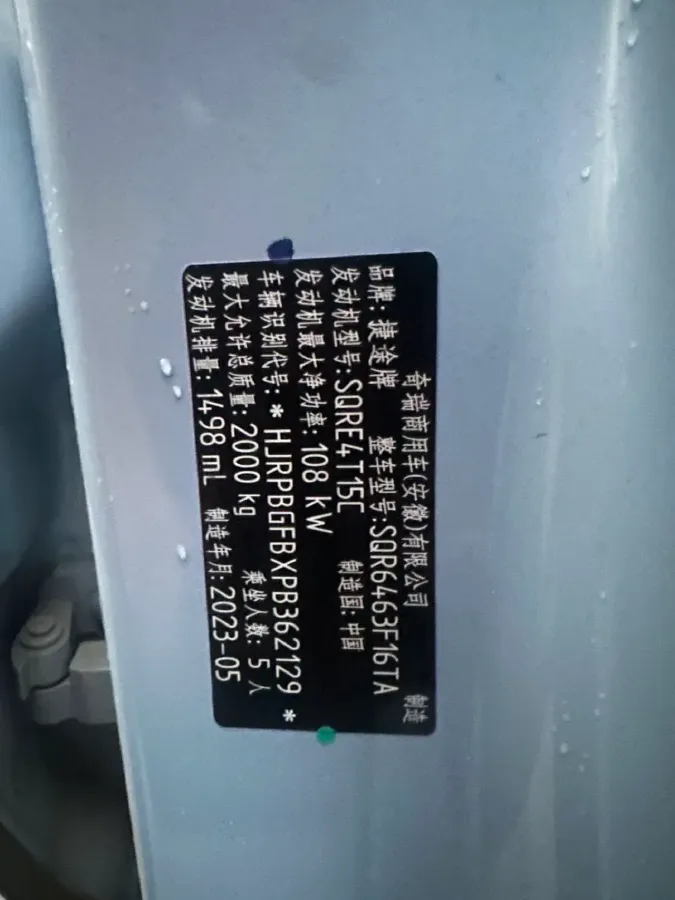 奇瑞商用车(安徽)有限公司 制造
品牌: 捷途牌 整车型号:SQR6463F16TA
发动机型号:SQRE4T15C 制造国:中国
发动机最大净功率: 108 kW
车辆识别代号: * HJRPBGFBXPB362129 *
最大允许总质量: 2000 kg 乘坐人数: 5 人
发动机排量: 1498 mL 制造年月: 2023-05